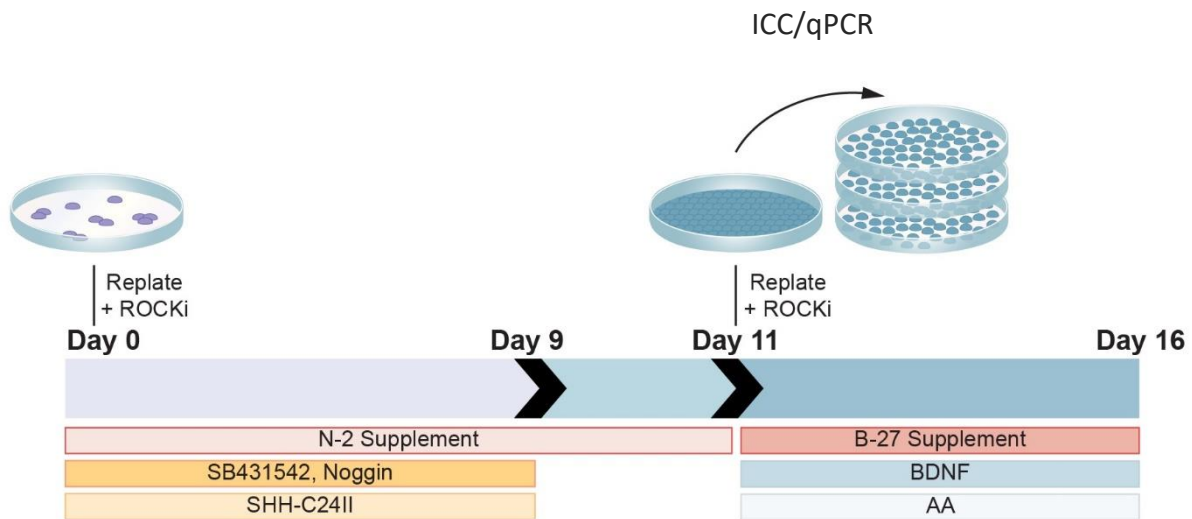 ICC/qPCR
Replate
+ ROCKi
Replate
+ ROCKi
Day 0
Day 9
Day 11
Day 16
N-2 Supplement
B-27 Supplement
SB431542, Noggin
BDNF
SHH-C24II
AA